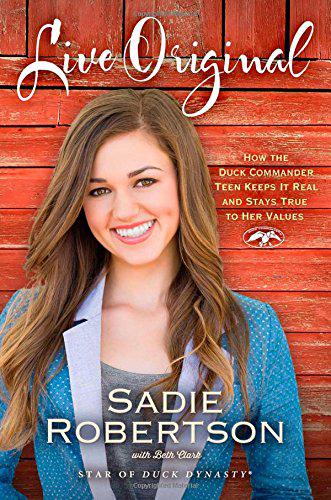 Live Original
How the
Duck Commander
Teen Keeps It Real
and Stays True
to Her Values
Sadie
Robertson
with Beth Clark
Star of Duck Dynasty®